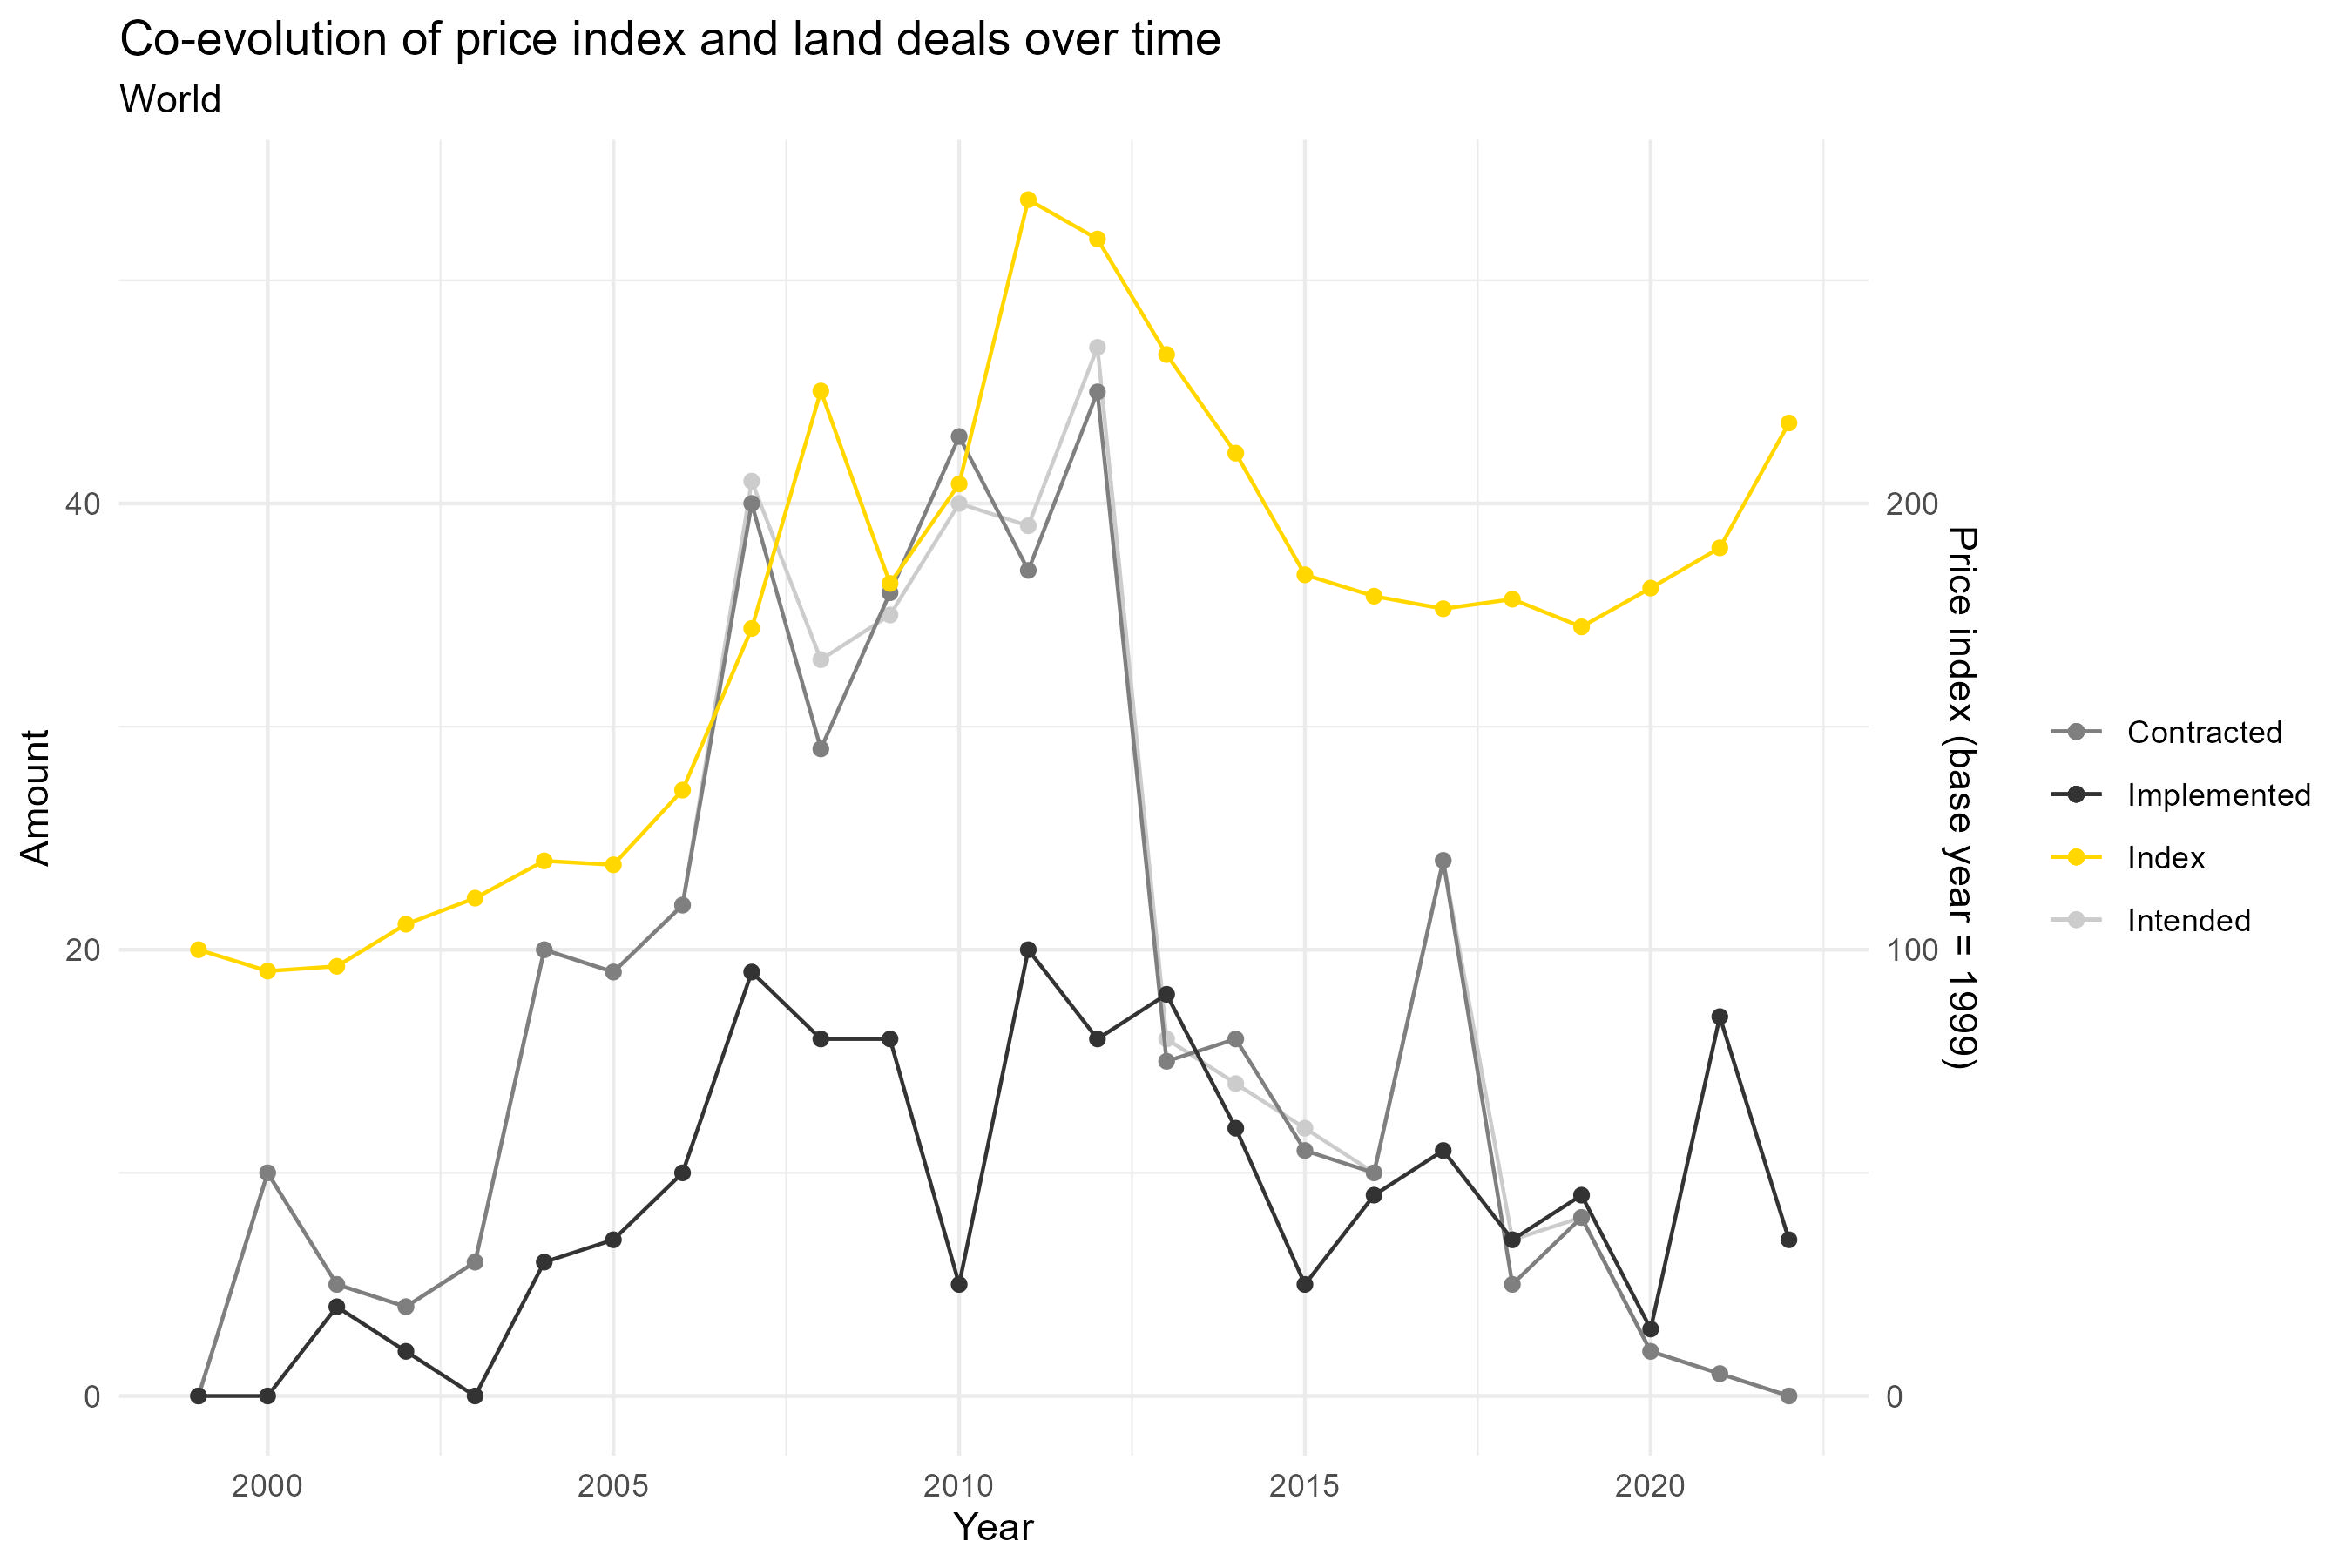 Co-evolution of price index and land deals over time
World
Amount
40
20
0
200
100
0
Price index (base year = 1999)
2000
2005
2010
2015
2020
Year
Contracted
Implemented
Index
Intended